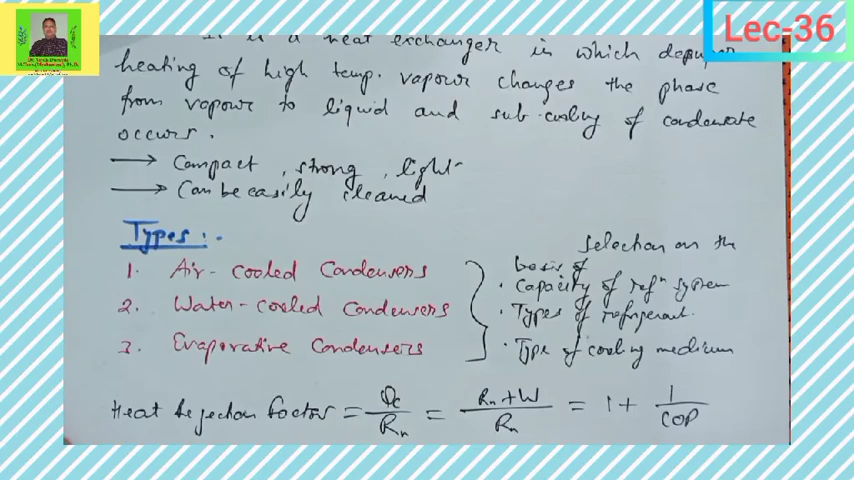 Lec-36
It is a heat exchanger in which desuper
heating of high temp. vapour changes the phase
from vapour to liquid and sub-cooling of condensate
occurs.
→ Compact, strong, light
→ Can be easily cleaned
Types :-
selection on the
basis of
1. Air-cooled Condensers
• Capacity of refn system
2. Water-cooled Condensers
• Types of refrigerant.
3. Evaporative Condensers
• Type of cooling medium
Heat Rejection factor = Qc/Rn = Rn+W/Rn = 1 + 1/COP